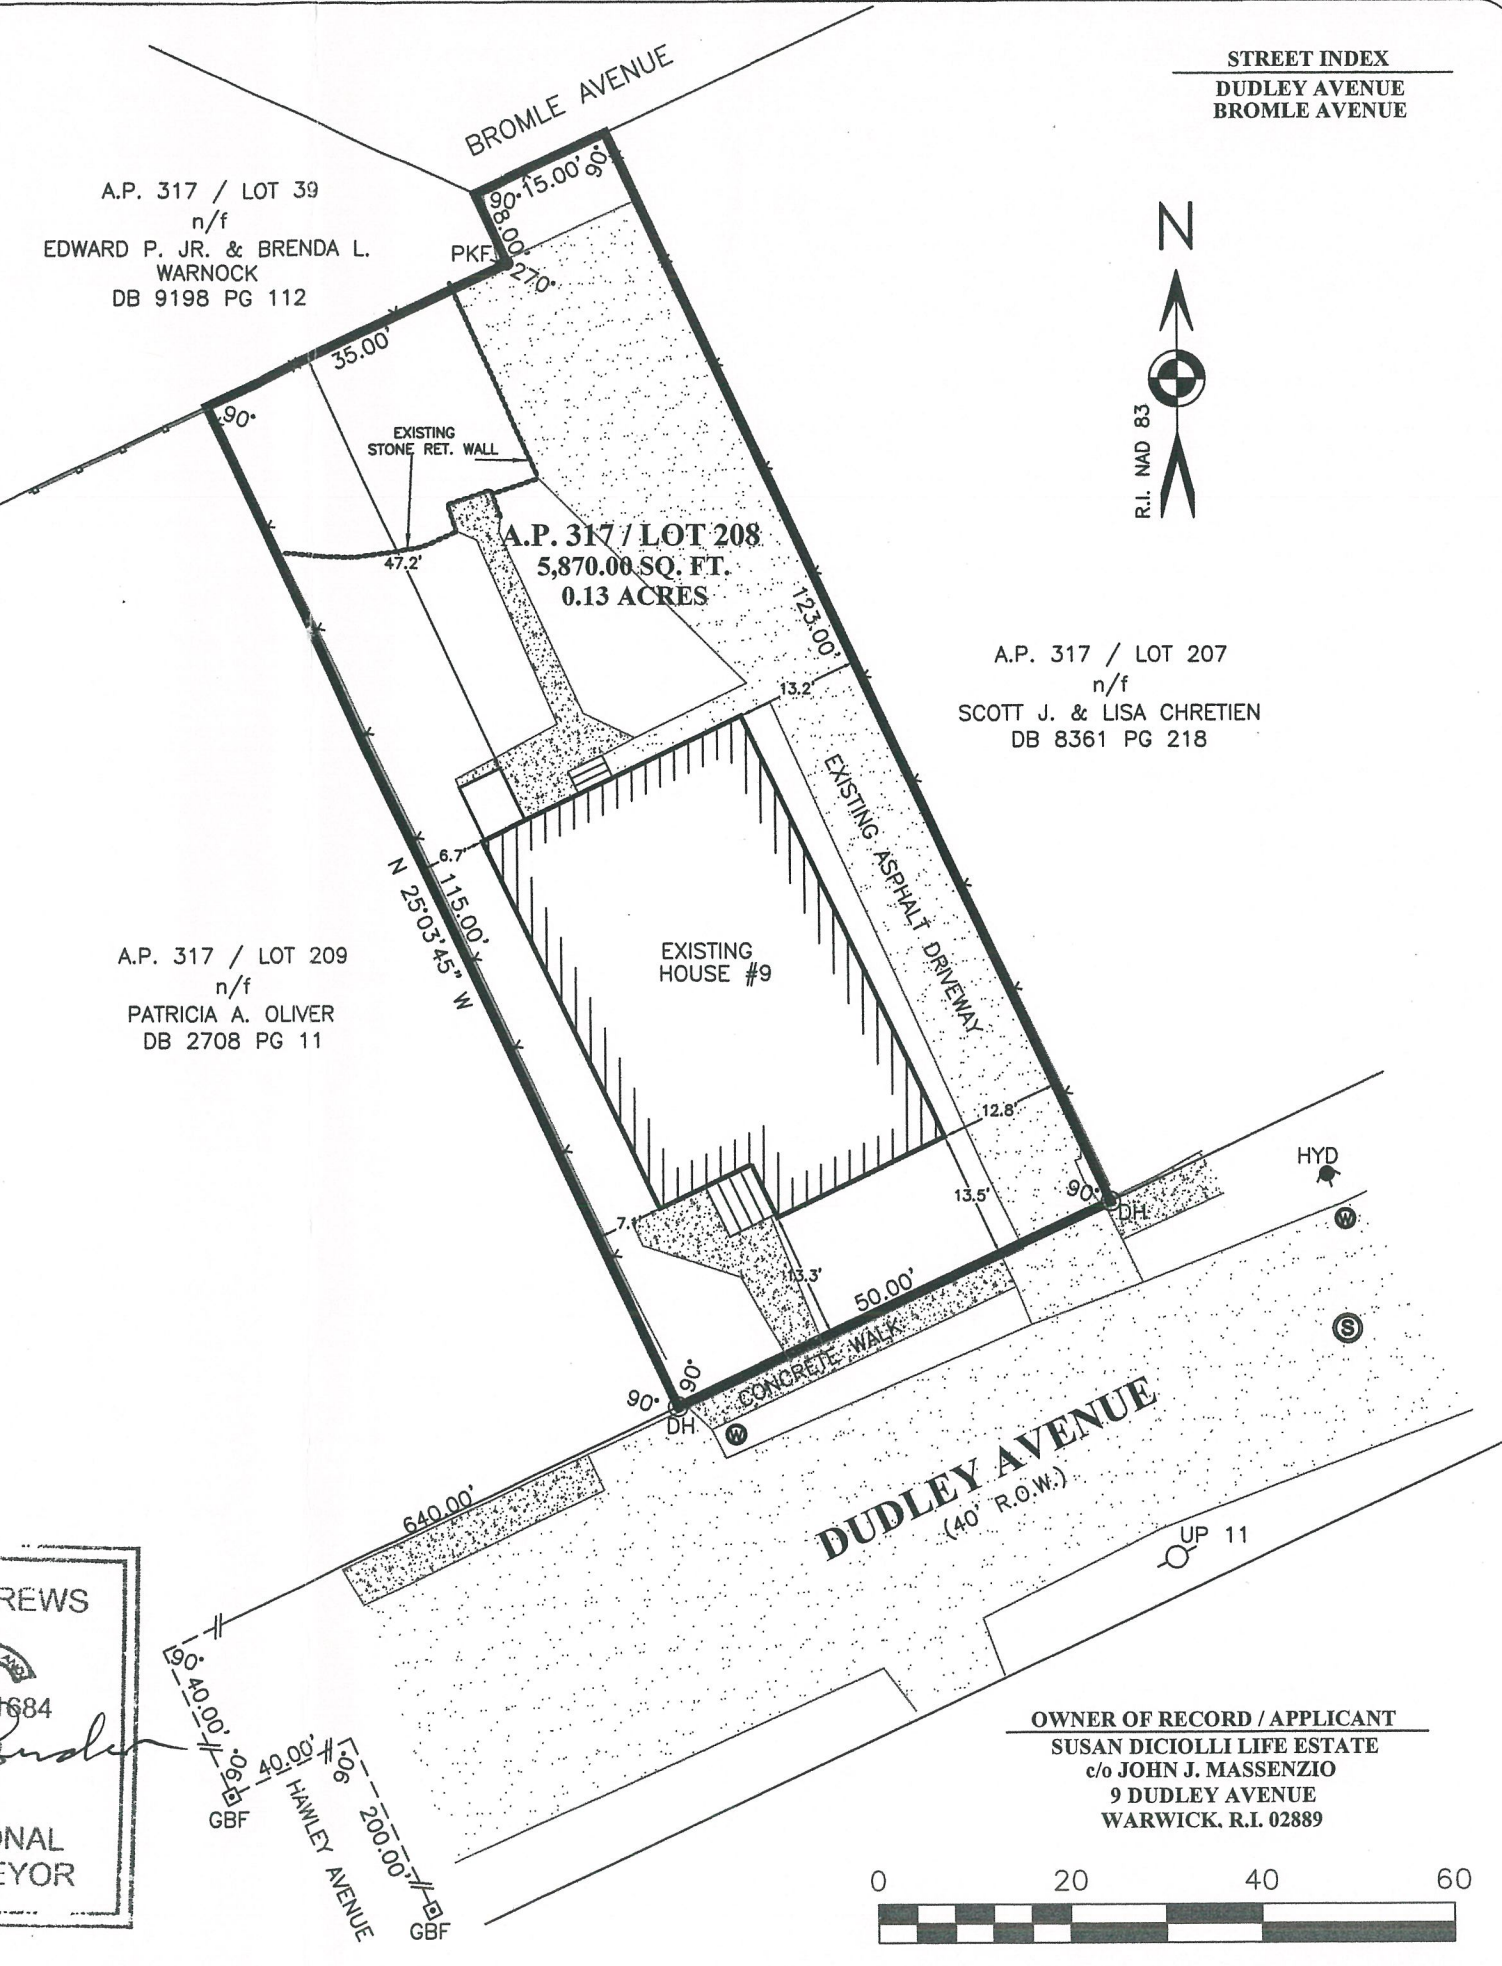 STREET INDEX
DUDLEY AVENUE
BROMLE AVENUE
BROMLE AVENUE
A.P. 317 / LOT 39
n/f
EDWARD P. JR. & BRENDA L.
WARNOCK
DB 9198 PG 112
90°
15.00'
90°
8.00'
PKF
270°
35.00'
90°
N
R.I. NAD 83
EXISTING
STONE RET. WALL
47.2'
A.P. 317 / LOT 208
5,870.00 SQ. FT.
0.13 ACRES
123.00'
13.2'
A.P. 317 / LOT 207
n/f
SCOTT J. & LISA CHRETIEN
DB 8361 PG 218
EXISTING ASPHALT DRIVEWAY
6.7'
115.00'
N 25°03'45" W
EXISTING
HOUSE #9
A.P. 317 / LOT 209
n/f
PATRICIA A. OLIVER
DB 2708 PG 11
12.8'
13.5'
90°
DH
HYD
W
S
7.1'
13.3'
50.00'
CONCRETE WALK
90°
90°
DH
W
640.00'
DUDLEY AVENUE
(40' R.O.W.)
UP 11
REWS
1684
ONAL
EYOR
90°
40.00'
90°
40.00'
90°
200.00'
GBF
HAWLEY AVENUE
GBF
OWNER OF RECORD / APPLICANT
SUSAN DICIOLLI LIFE ESTATE
c/o JOHN J. MASSENZIO
9 DUDLEY AVENUE
WARWICK, R.I. 02889
0 20 40 60